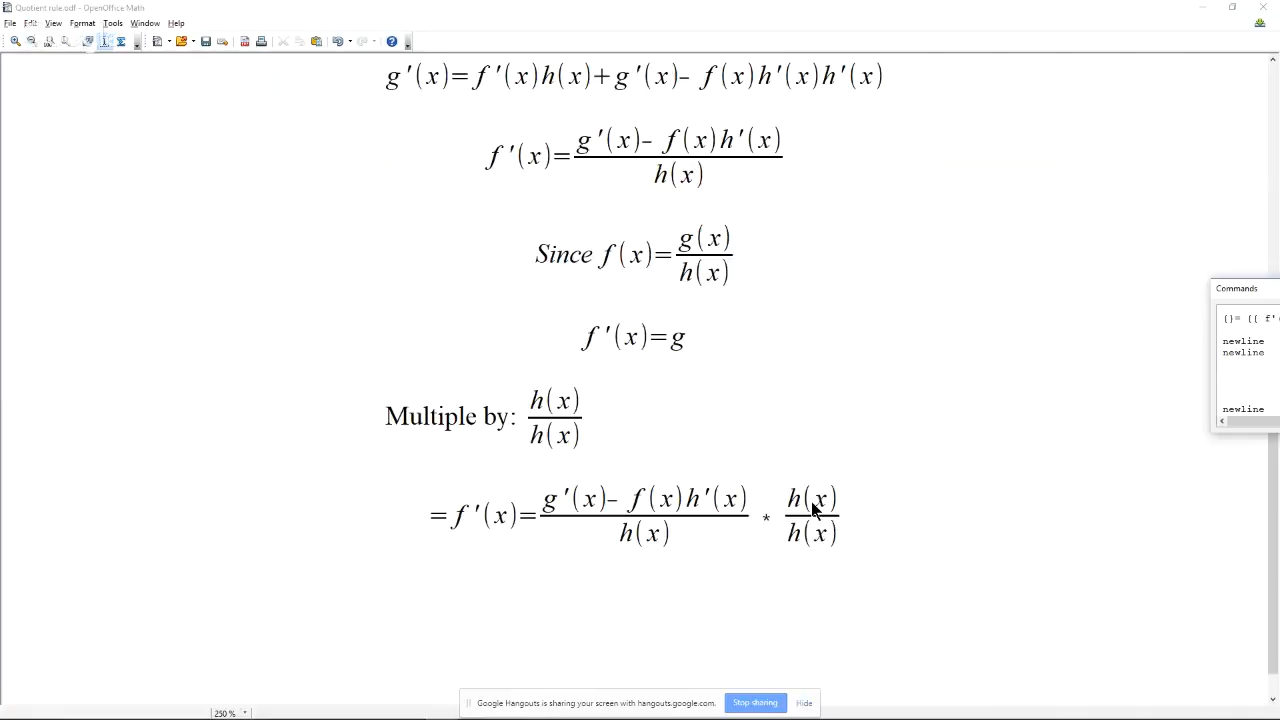 Quotient rule.odf - OpenOffice Math
File Edit View Format Tools Window Help
g'(x)=f'(x)h(x)+g'(x)- f(x)h'(x)h'(x)
f'(x)=
g'(x)- f(x)h'(x)
h(x)
Since f(x)=
g(x)
h(x)
Commands
{}= {( f'
newline
newline
newline
f'(x)=g
Multiple by:
h(x)
h(x)
=f'(x)=
g'(x)- f(x)h'(x)
h(x)
*
h(x)
h(x)
Google Hangouts is sharing your screen with hangouts.google.com.
Stop sharing
Hide
250 %